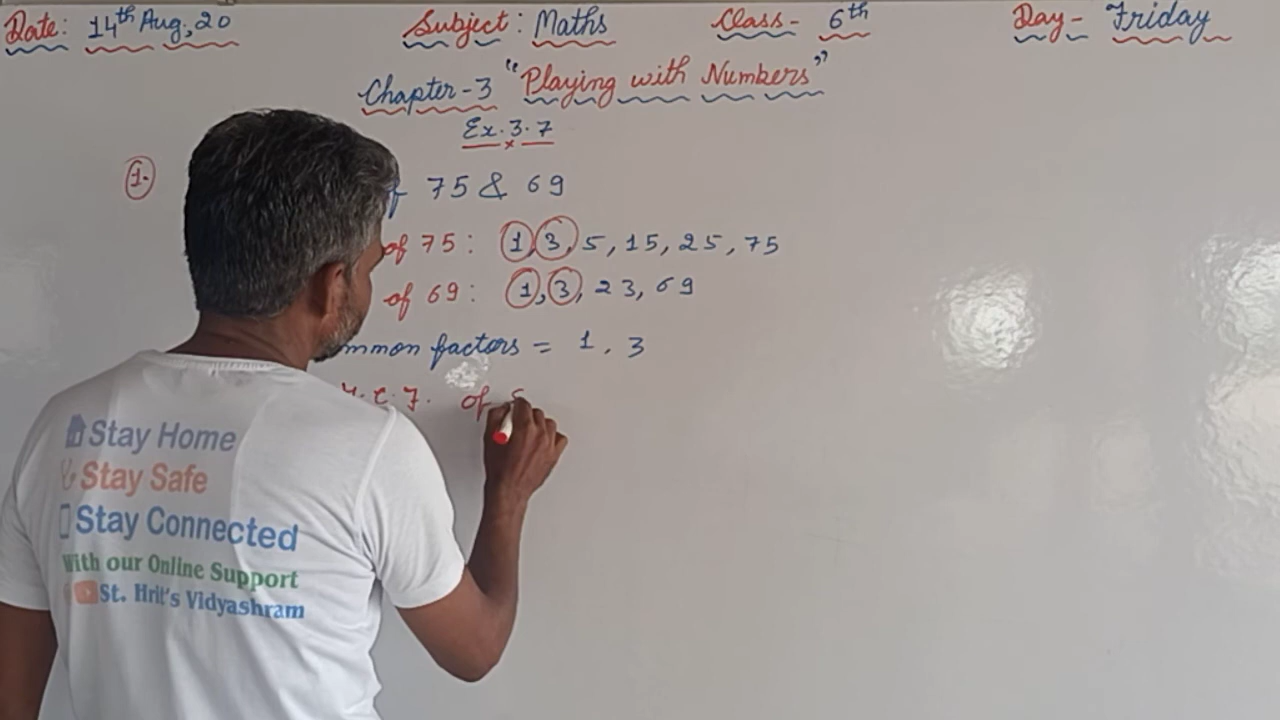 Date: 14th Aug, 20 Subject: Maths Class- 6th Day- Friday
Chapter-3 "Playing with Numbers"
Ex. 3.7
1. 75 & 69
of 75: 1, 3, 5, 15, 25, 75
of 69: 1, 3, 23, 69
factors = 1, 3
H.C.F. of
Stay Home
Stay Safe
Stay Connected
With our Online Support
St. Hrit's Vidyashram